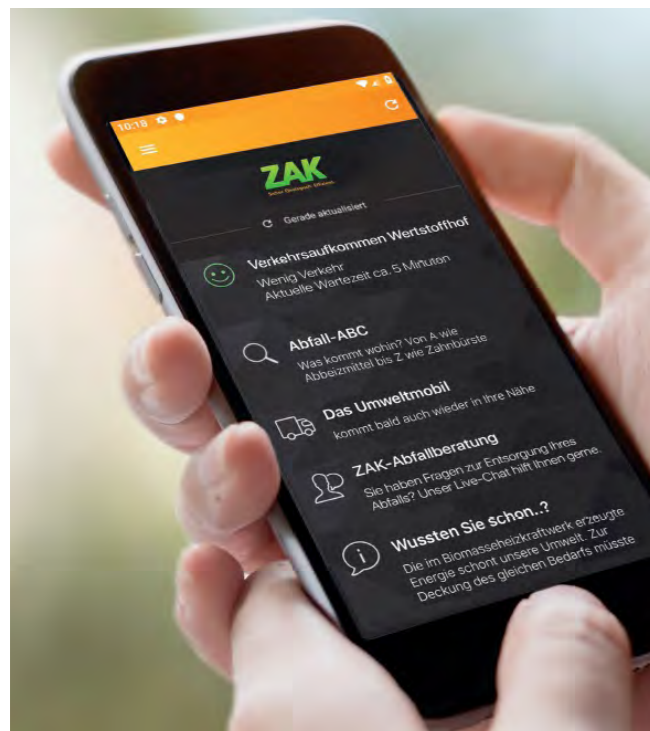 10:18
ZAK
Gerade aktualisiert
Verkehrsaufkommen Wertstoffhof
Wenig Verkehr
Aktuelle Wartezeit ca. 5 Minuten
Abfall-ABC
Was kommt wohin? Von A wie
Abbeizmittel bis Z wie Zahnbürste
Das Umweltmobil
kommt bald auch wieder in Ihre Nähe
ZAK-Abfallberatung
Sie haben Fragen zur Entsorgung Ihres
Abfalls? Unser Live-Chat hilft Ihnen gerne.
Wussten Sie schon..?
Die im Biomasseheizkraftwerk erzeugte
Energie schont unsere Umwelt. Zur
Deckung des gleichen Bedarfs müsste